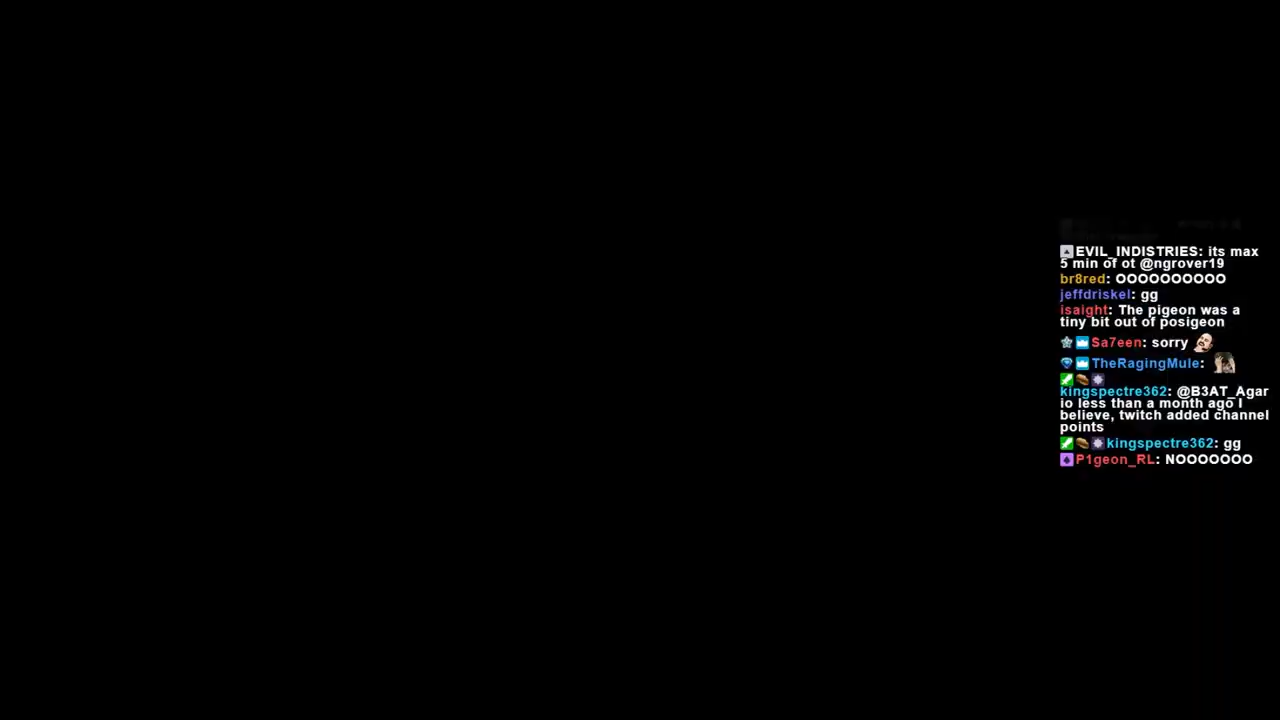 EVIL_INDISTRIES: its max
5 min of ot @ngrover19
br8red: OOOOOOOOOO
jeffdriskel: gg
isaight: The pigeon was a
tiny bit out of posigeon
Sa7een: sorry
TheRagingMule:
kingspectre362: @B3AT_Agar
io less than a month ago I
believe, twitch added channel
points
kingspectre362: gg
P1geon_RL: NOOOOOOO